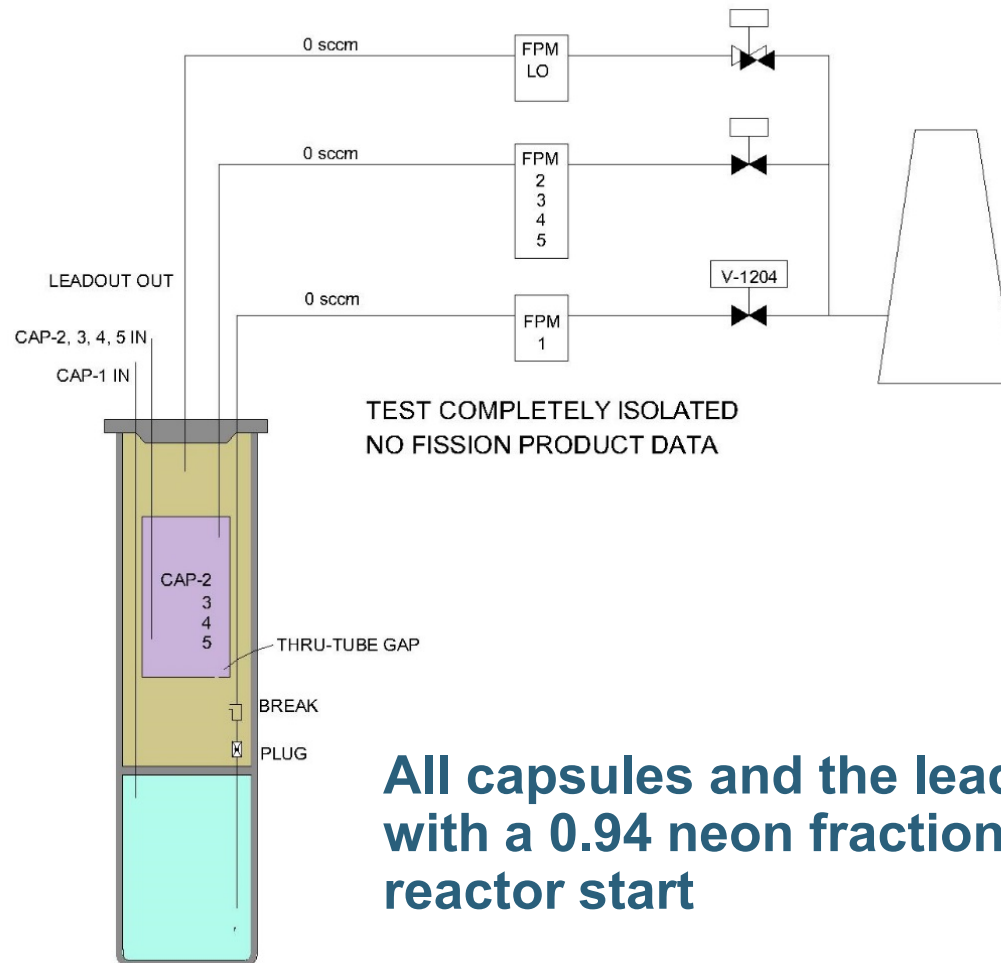 0 sccm
FPM
LO
0 sccm
FPM
2
3
4
5
LEADOUT OUT
V-1204
0 sccm
CAP-2, 3, 4, 5 IN
FPM
1
CAP-1 IN
TEST COMPLETELY ISOLATED
NO FISSION PRODUCT DATA
CAP-2
3
4
5
THRU-TUBE GAP
BREAK
PLUG
All capsules and the lead
with a 0.94 neon fraction
reactor start